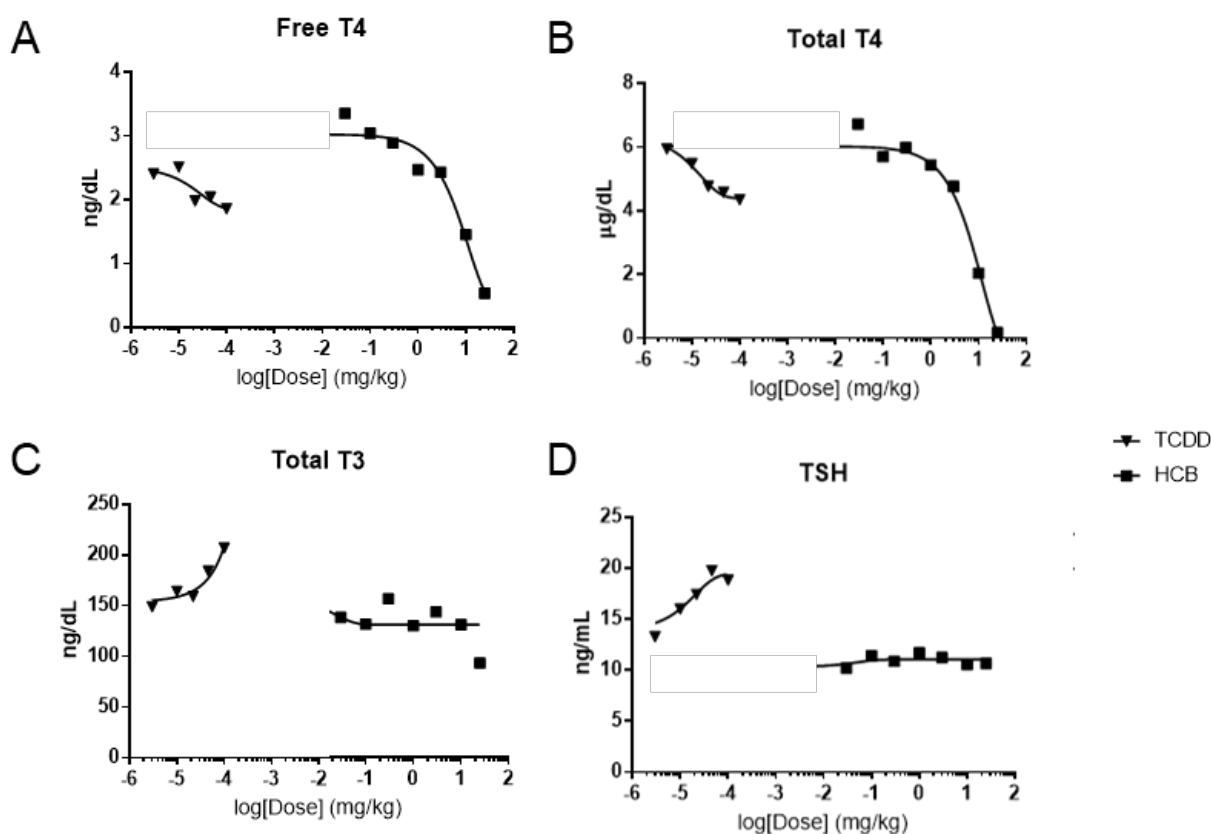 A
Free T4
4
3
2
1
0
ng/dL
-6 -5 -4 -3 -2 -1 0 1 2
log[Dose] (mg/kg)
B
Total T4
8
6
4
2
0
µg/dL
-6 -5 -4 -3 -2 -1 0 1 2
log[Dose] (mg/kg)
C
Total T3
250
200
150
100
50
0
ng/dL
-6 -5 -4 -3 -2 -1 0 1 2
log[Dose] (mg/kg)
D
TSH
25
20
15
10
5
0
ng/mL
-6 -5 -4 -3 -2 -1 0 1 2
log[Dose] (mg/kg)
TCDD
HCB